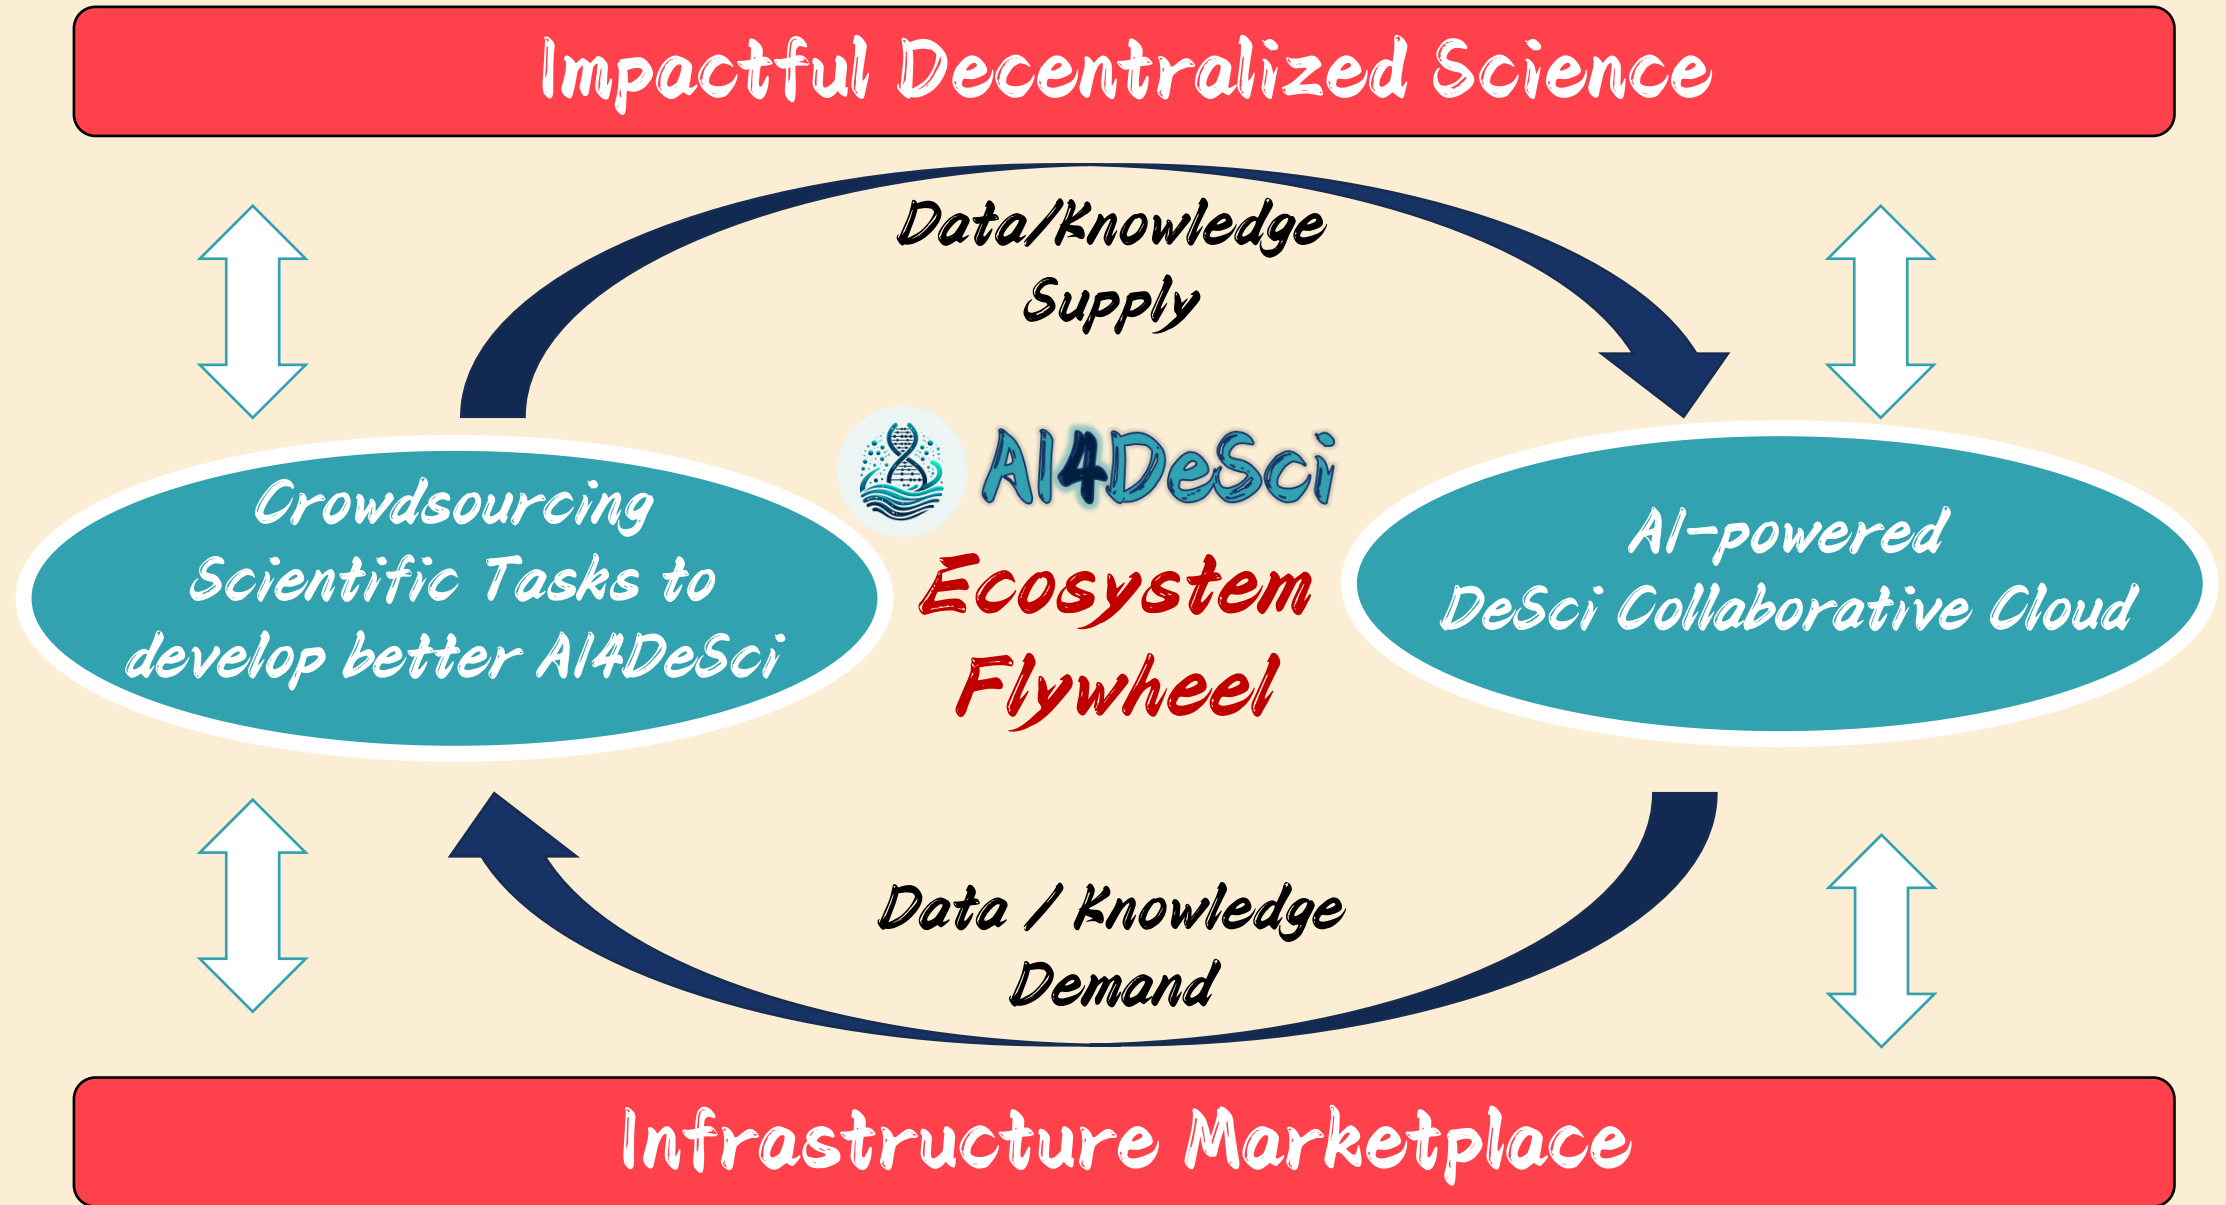 Impactful Decentralized Science
Data/Knowledge
Supply
AI4DeSci
Ecosystem
Flywheel
Crowdsourcing
Scientific Tasks to
develop better AI4DeSci
AI-powered
DeSci Collaborative Cloud
Data / Knowledge
Demand
Infrastructure Marketplace